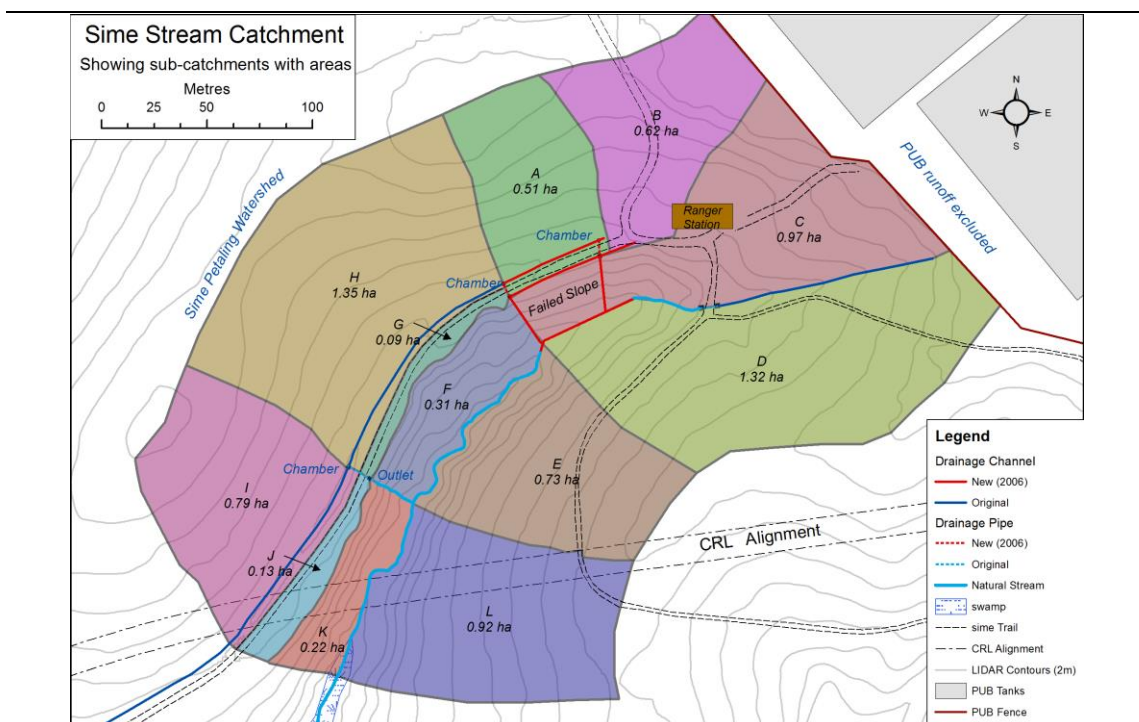 Sime Stream Catchment
Showing sub-catchments with areas
Metres
0 25 50 100
N
W E
S
B
0.62 ha
A
0.51 ha
PUB runoff excluded
Ranger
Station
C
0.97 ha
Chamber
Sime Petaling Watershed
H
1.35 ha
Chamber
Failed Slope
G
0.09 ha
D
1.32 ha
F
0.31 ha
E
0.73 ha
Chamber
Outlet
I
0.79 ha
CRL Alignment
J
0.13 ha
K
0.22 ha
L
0.92 ha
Legend
Drainage Channel
New (2006)
Original
Drainage Pipe
New (2006)
Original
Natural Stream
swamp
sime Trail
CRL Alignment
LIDAR Contours (2m)
PUB Tanks
PUB Fence